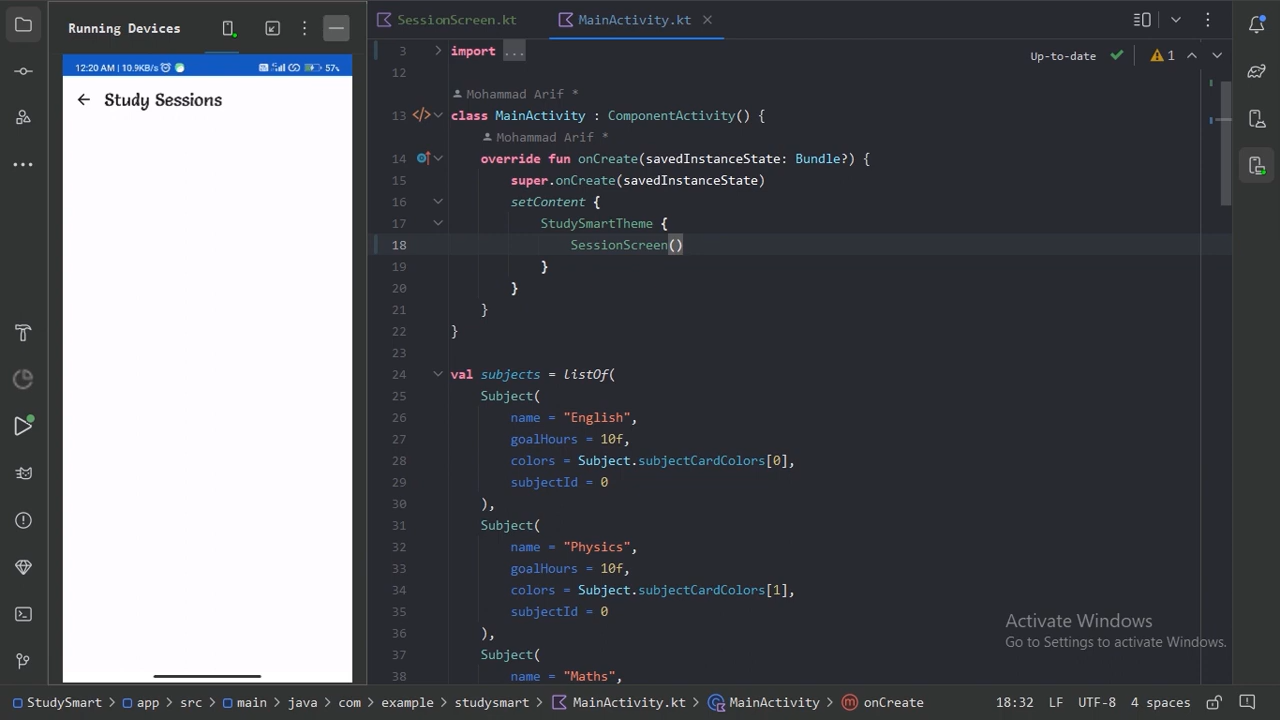 Running Devices
SessionScreen.kt
MainActivity.kt
12:20 AM | 10.9KB/s
57%
Study Sessions
Up-to-date
1
3 import ...
12
Mohammad Arif *
13 class MainActivity : ComponentActivity() {
Mohammad Arif *
14 override fun onCreate(savedInstanceState: Bundle?) {
15 super.onCreate(savedInstanceState)
16 setContent {
17 StudySmartTheme {
18 SessionScreen()
19 }
20 }
21 }
22 }
23
24 val subjects = listOf(
25 Subject(
26 name = "English",
27 goalHours = 10f,
28 colors = Subject.subjectCardColors[0],
29 subjectId = 0
30 ),
31 Subject(
32 name = "Physics",
33 goalHours = 10f,
34 colors = Subject.subjectCardColors[1],
35 subjectId = 0
36 ),
37 Subject(
38 name = "Maths",
Activate Windows
Go to Settings to activate Windows.
StudySmart > app > src > main > java > com > example > studysmart > MainActivity.kt > MainActivity > onCreate
18:32 LF UTF-8 4 spaces